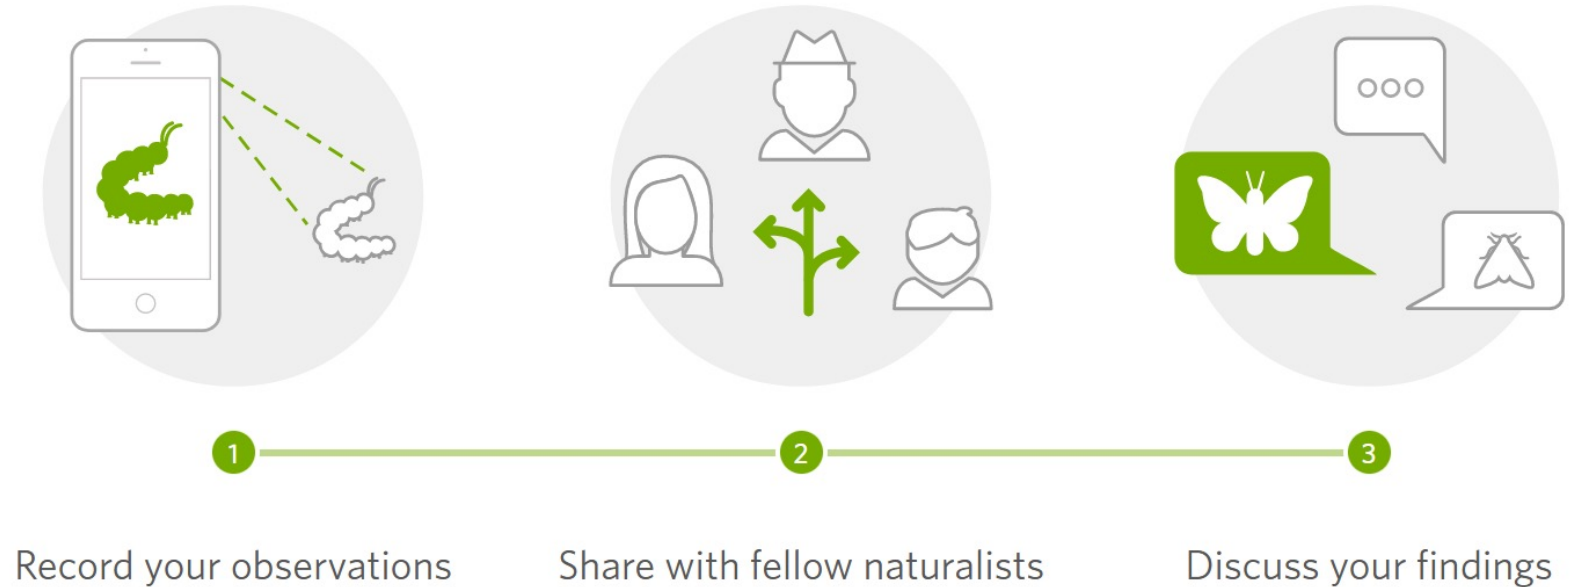 1
2
3
Record your observations
Share with fellow naturalists
Discuss your findings